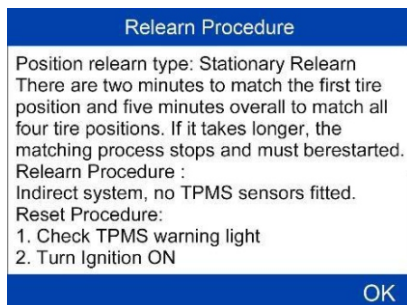 Relearn Procedure
Position relearn type: Stationary Relearn
There are two minutes to match the first tire
position and five minutes overall to match all
four tire positions. If it takes longer, the
matching process stops and must berestarted.
Relearn Procedure :
Indirect system, no TPMS sensors fitted.
Reset Procedure:
1. Check TPMS warning light
2. Turn Ignition ON
OK